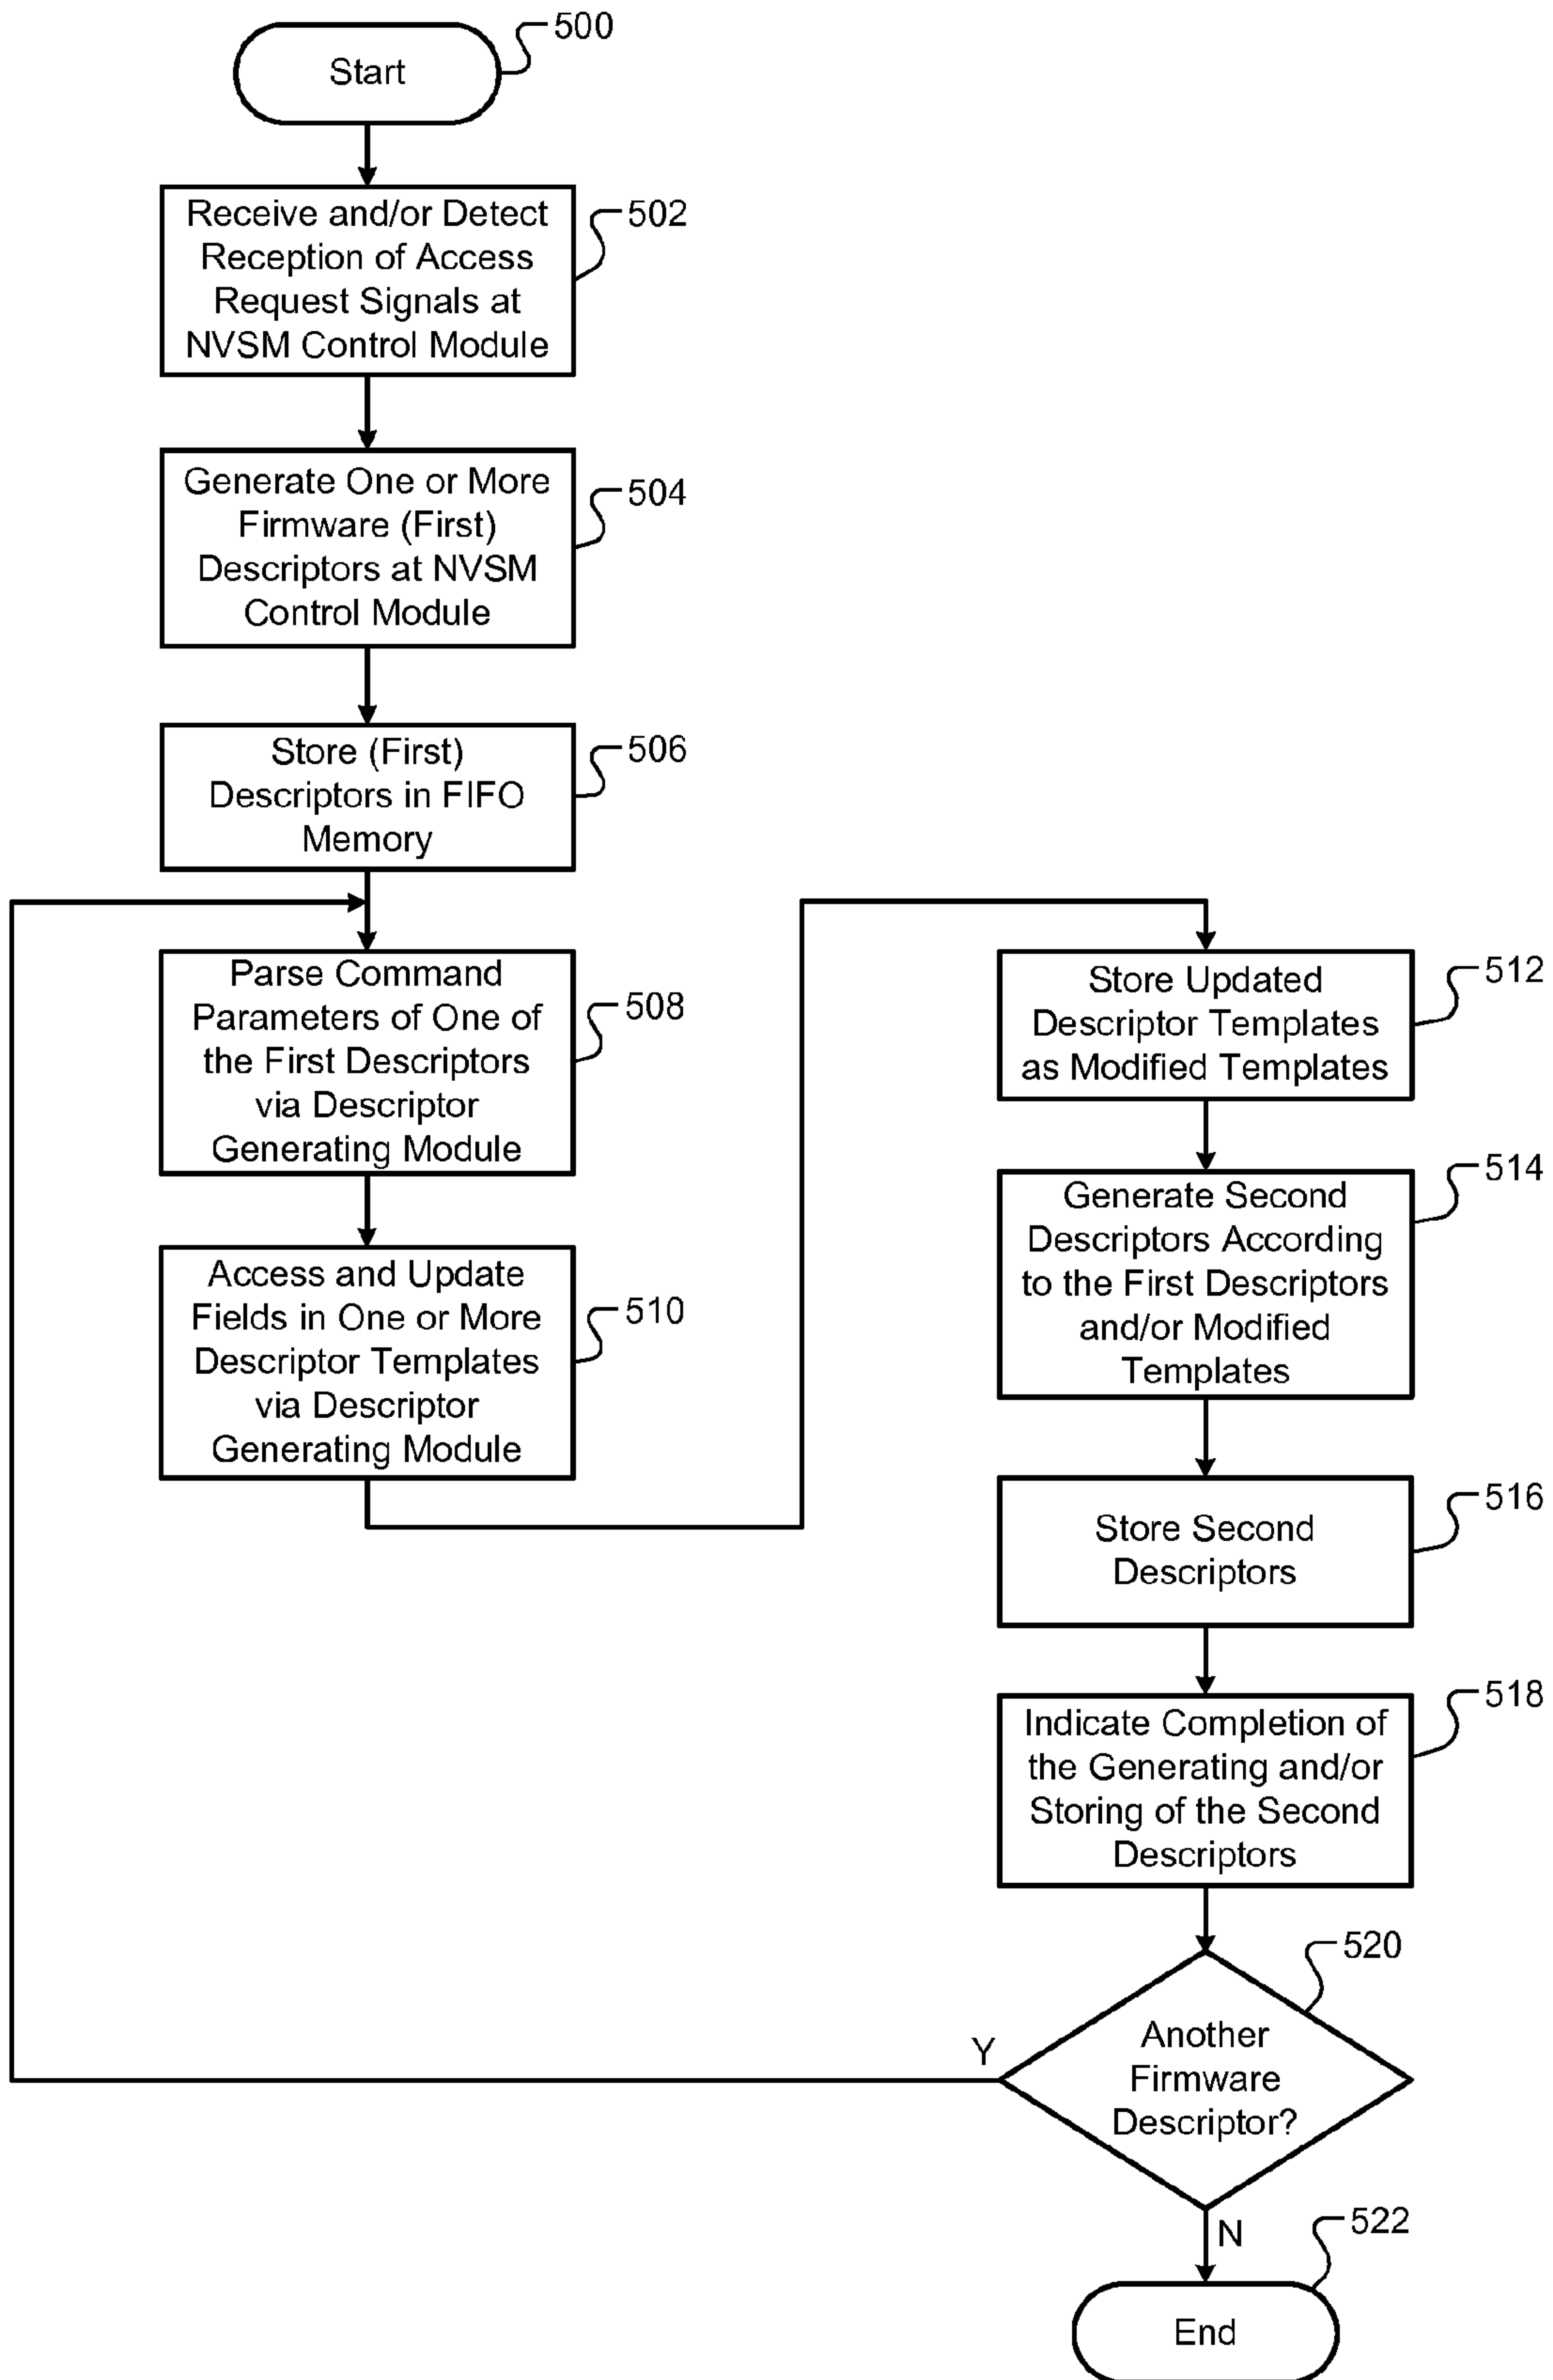 Start
500
Receive and/or Detect
Reception of Access
Request Signals at
NVSM Control Module
502
Generate One or More
Firmware (First)
Descriptors at NVSM
Control Module
504
Store (First)
Descriptors in FIFO
Memory
506
Parse Command
Parameters of One of
the First Descriptors
via Descriptor
Generating Module
508
Access and Update
Fields in One or More
Descriptor Templates
via Descriptor
Generating Module
510
Store Updated
Descriptor Templates
as Modified Templates
512
Generate Second
Descriptors According
to the First Descriptors
and/or Modified
Templates
514
Store Second
Descriptors
516
Indicate Completion of
the Generating and/or
Storing of the Second
Descriptors
518
Another
Firmware
Descriptor?
520
Y
N
End
522